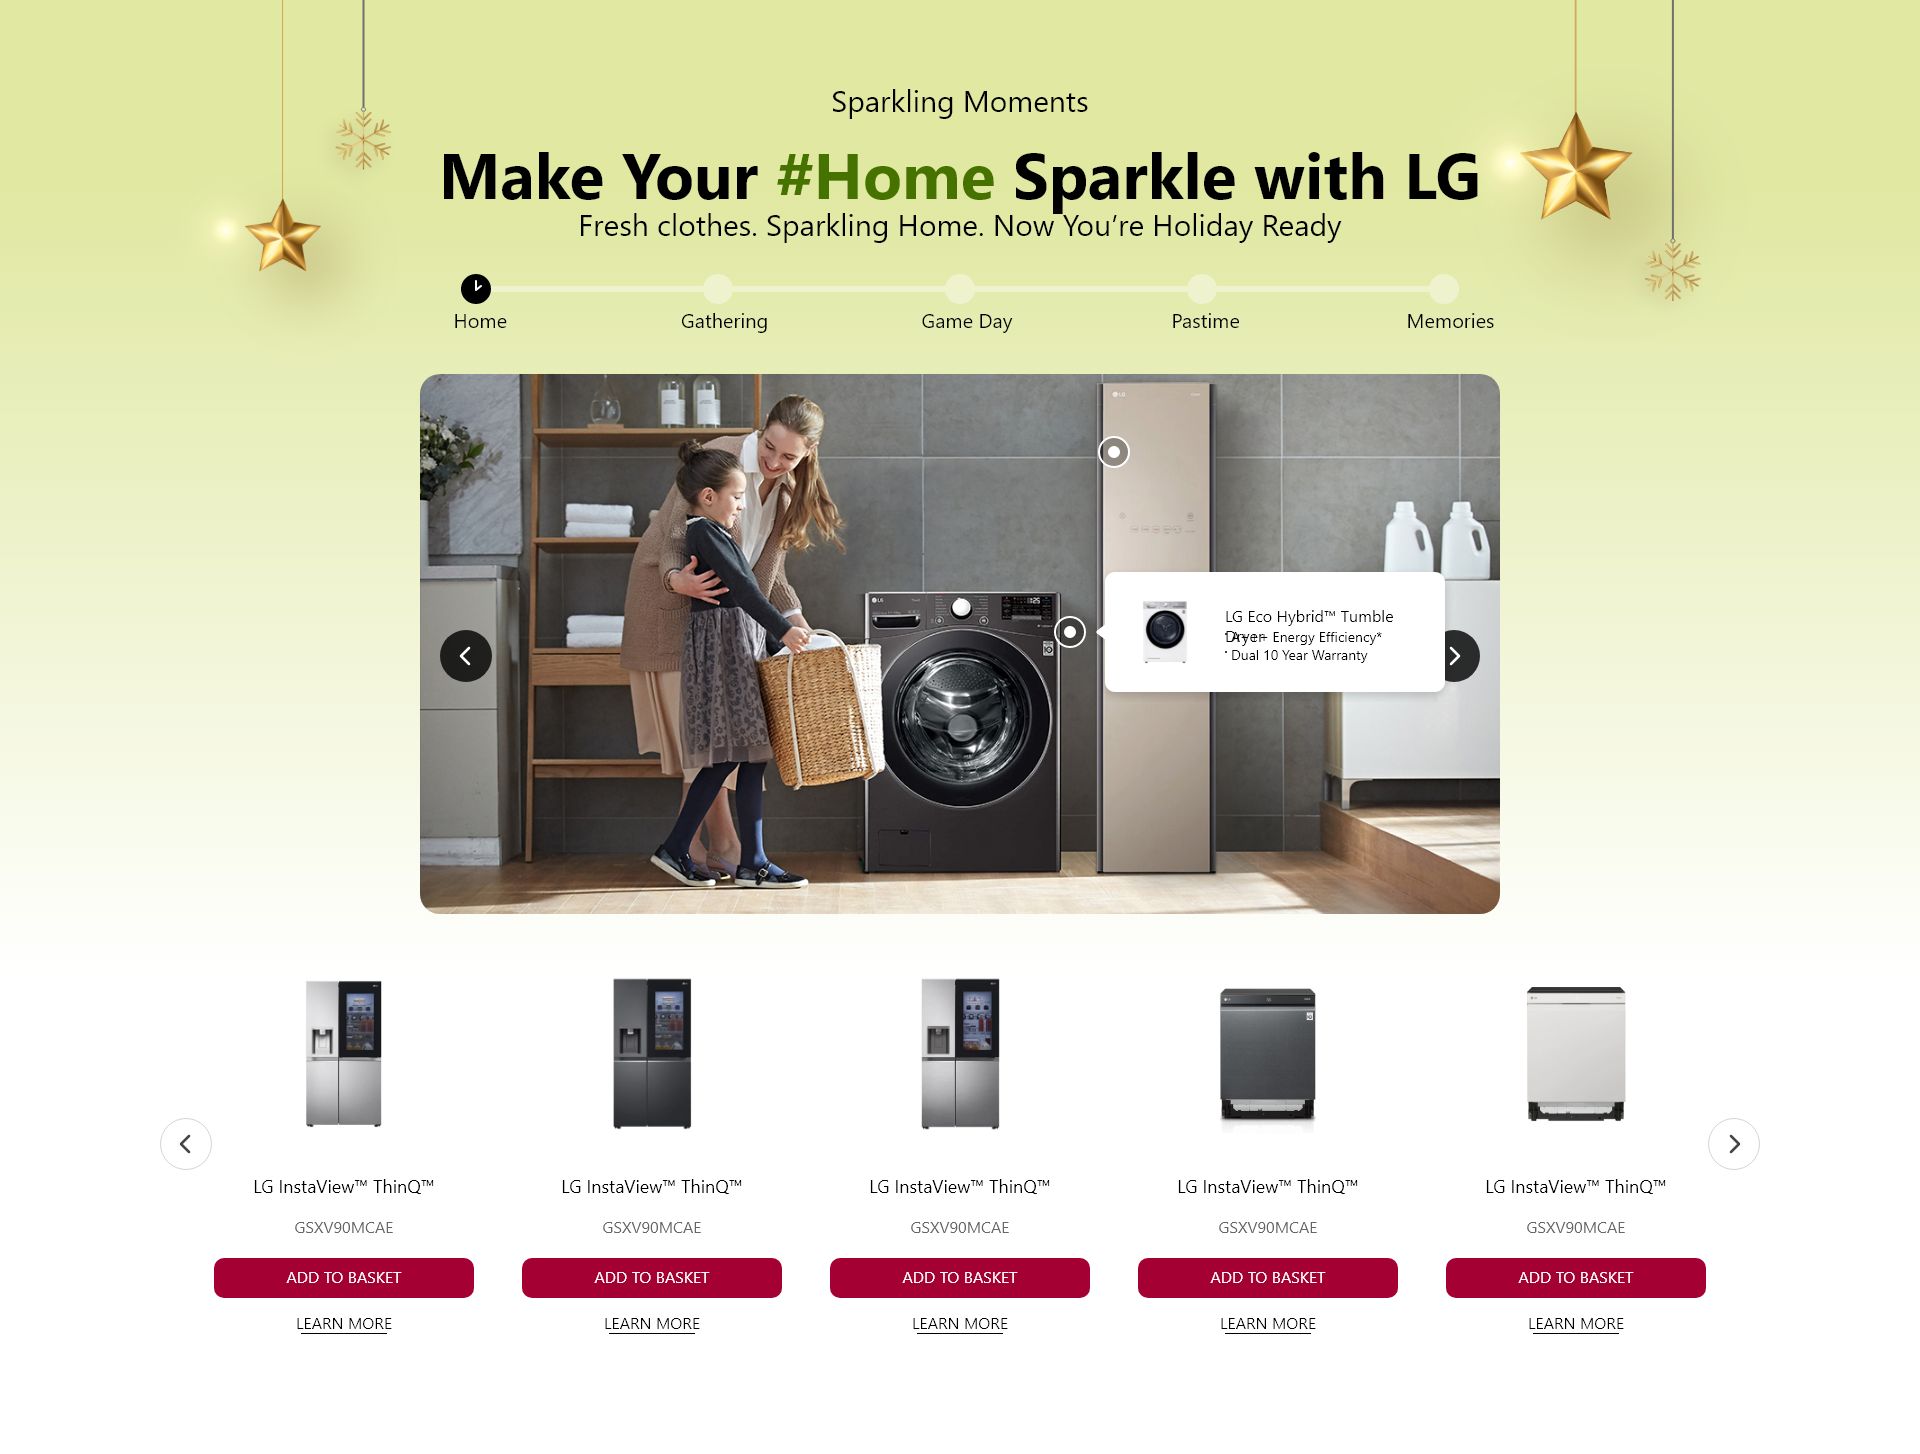 Sparkling Moments
Make Your #Home Sparkle with LG
Fresh clothes. Sparkling Home. Now You're Holiday Ready
Home
Gathering
Game Day
Pastime
Memories
LG
LG
LG Eco Hybrid™ Tumble
Dryer
Energy Efficiency*
Dual 10 Year Warranty
LG InstaView™ ThinQ™
LG InstaView™ ThinQ™
LG InstaView™ ThinQ™
LG InstaView™ ThinQ™
LG InstaView™ ThinQ™
GSXV90MCAE
GSXV90MCAE
GSXV90MCAE
GSXV90MCAE
GSXV90MCAE
ADD TO BASKET
ADD TO BASKET
ADD TO BASKET
ADD TO BASKET
ADD TO BASKET
LEARN MORE
LEARN MORE
LEARN MORE
LEARN MORE
LEARN MORE